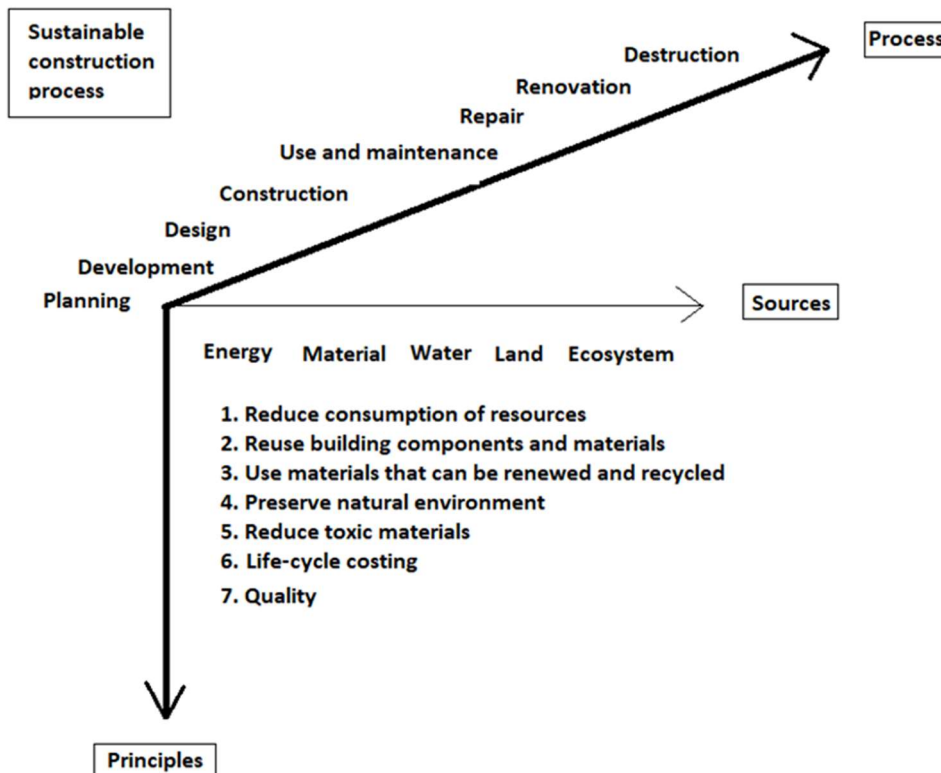 Sustainable
construction
process
Process
Destruction
Renovation
Repair
Use and maintenance
Construction
Design
Development
Planning
Sources
Energy Material Water Land Ecosystem
1. Reduce consumption of resources
2. Reuse building components and materials
3. Use materials that can be renewed and recycled
4. Preserve natural environment
5. Reduce toxic materials
6. Life-cycle costing
7. Quality
Principles